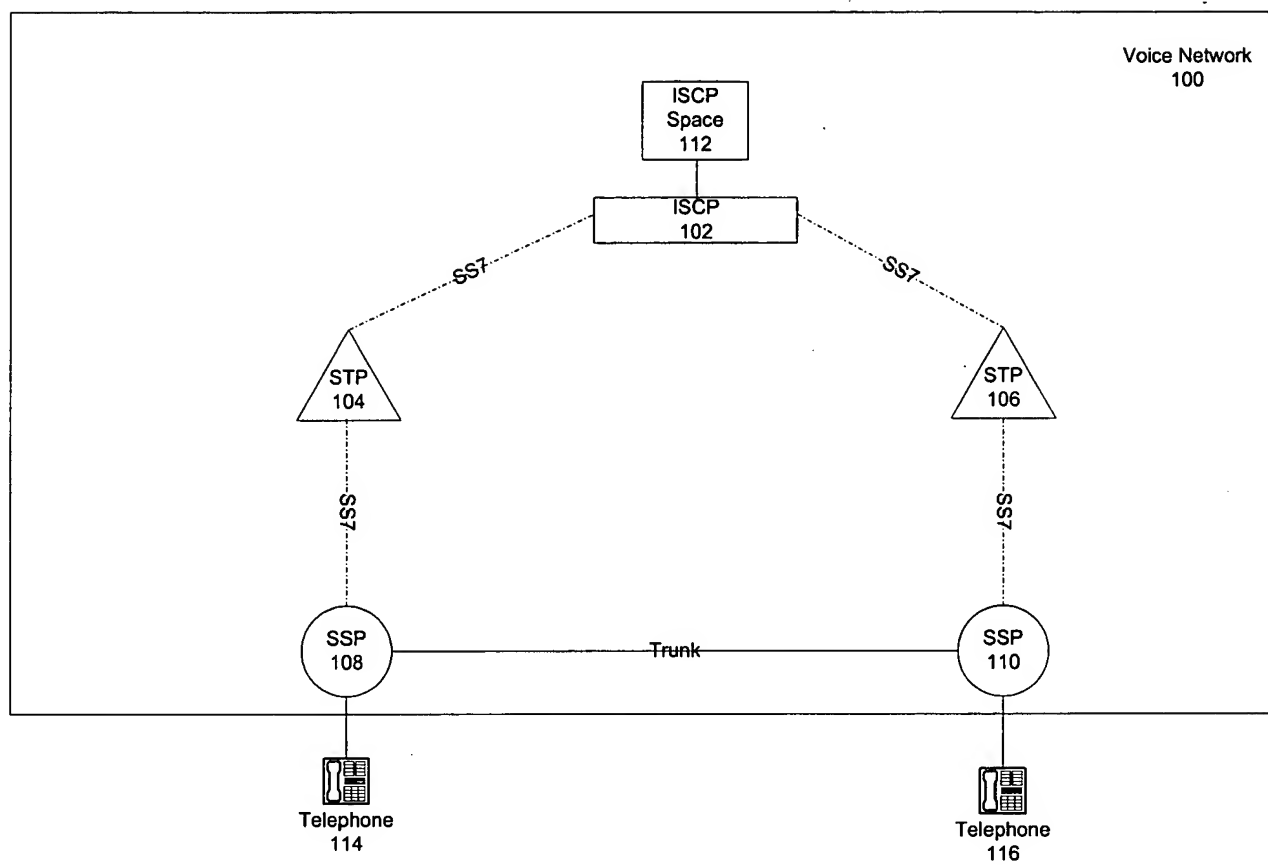 Voice Network
100
ISCP
Space
112
ISCP
102
SS7
SS7
STP
104
STP
106
SS7
SS7
SSP
108
Trunk
SSP
110
Telephone
114
Telephone
116